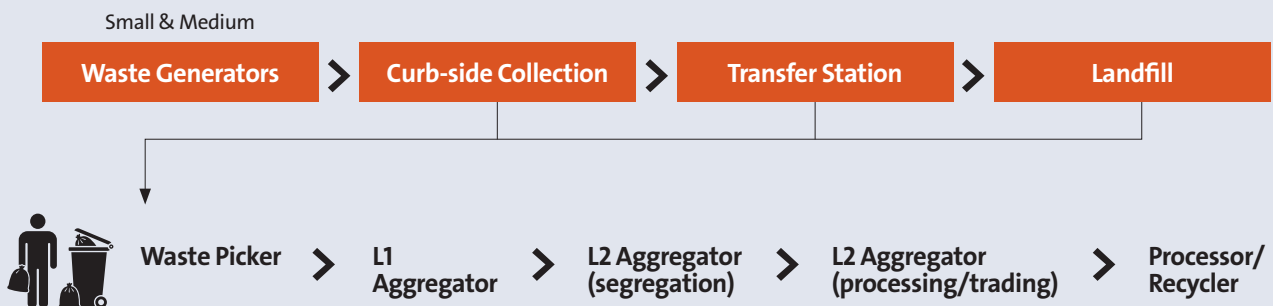 Small & Medium
Waste Generators
Curb-side Collection
Transfer Station
Landfill
Waste Picker
L1
Aggregator
L2 Aggregator
(segregation)
L2 Aggregator
(processing/trading)
Processor/
Recycler